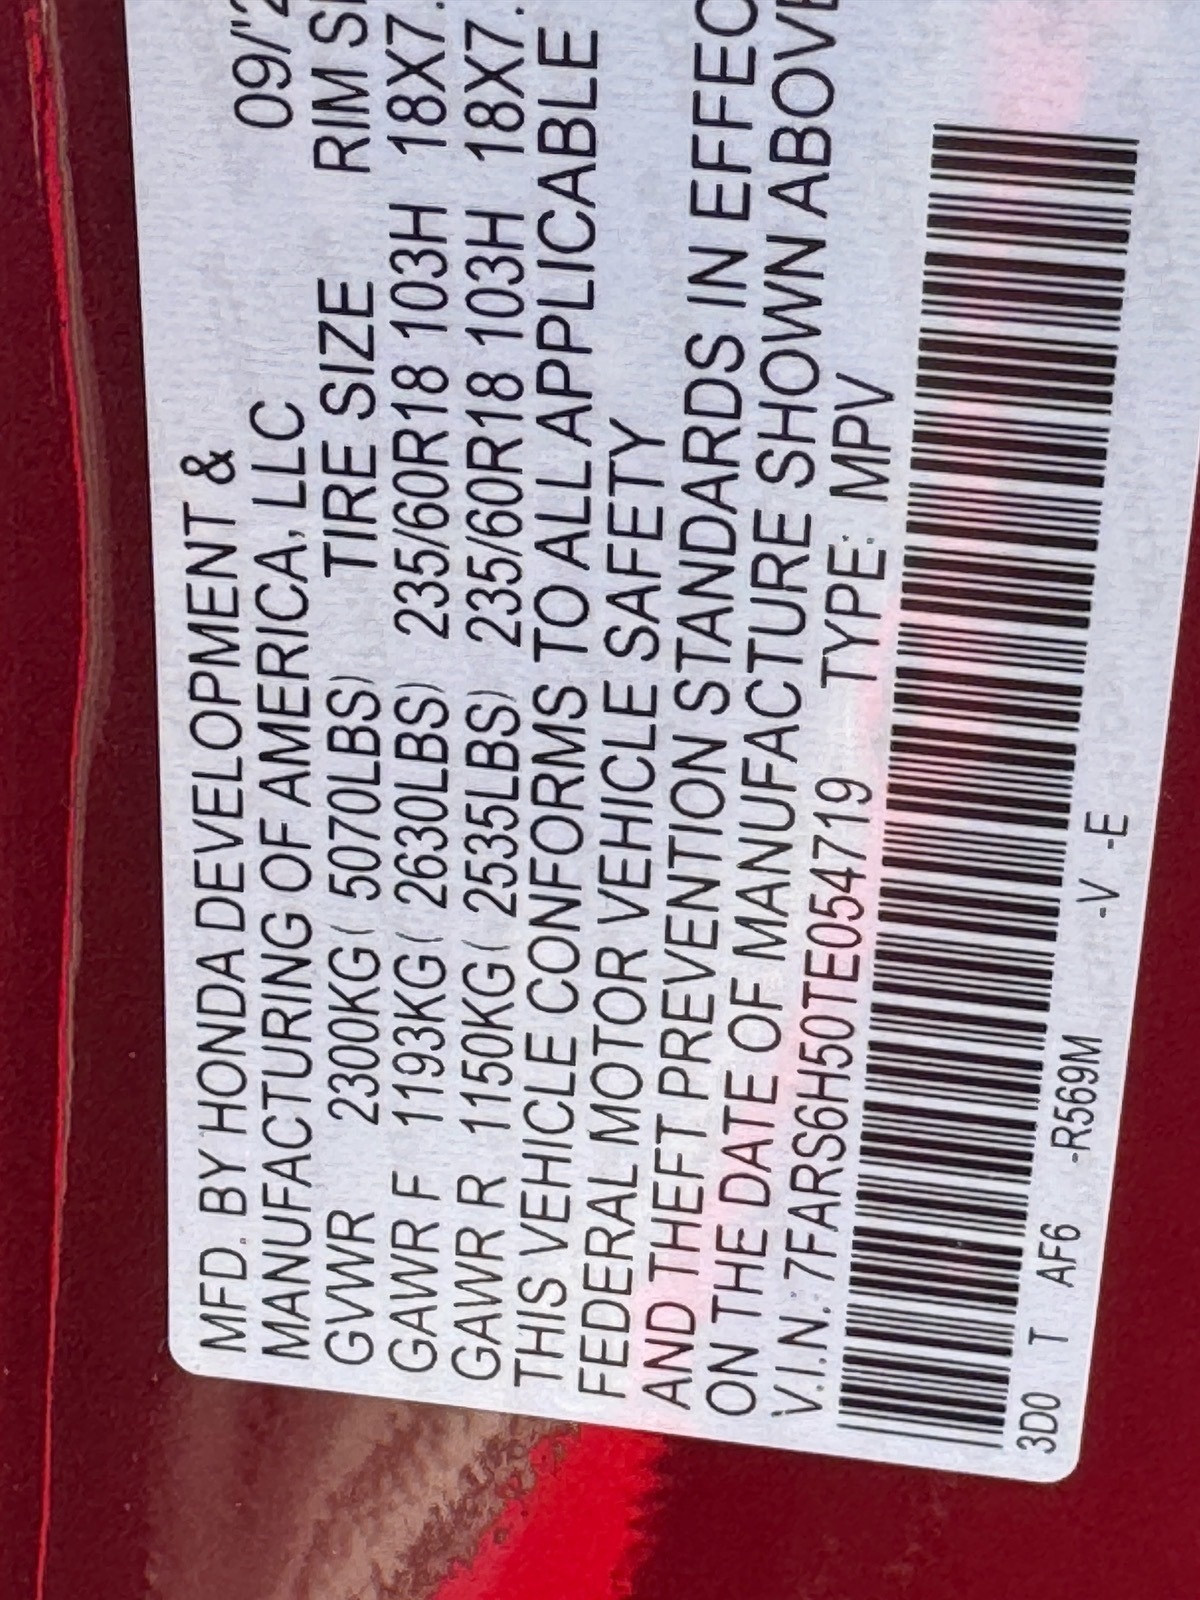 MFD. BY HONDA DEVELOPMENT & 09/"2
MANUFACTURING OF AMERICA, LLC
GVWR 2300KG( 5070LBS) TIRE SIZE RIM
GAWR F 1193KG( 2630LBS) 235/60R18 103H 18X7.
GAWR R 1150KG( 2535LBS) 235/60R18 103H 18X7.
THIS VEHICLE CONFORMS TO ALL APPLICABLE
FEDERAL MOTOR VEHICLE SAFETY
AND THEFT PREVENTION STANDARDS IN EFFEC
ON THE DATE OF MANUFACTURE SHOWN ABOVE
V.I.N.:7FARS6H50TE054719 TYPE: MPV
3D0 T AF6 -R569M -V -E